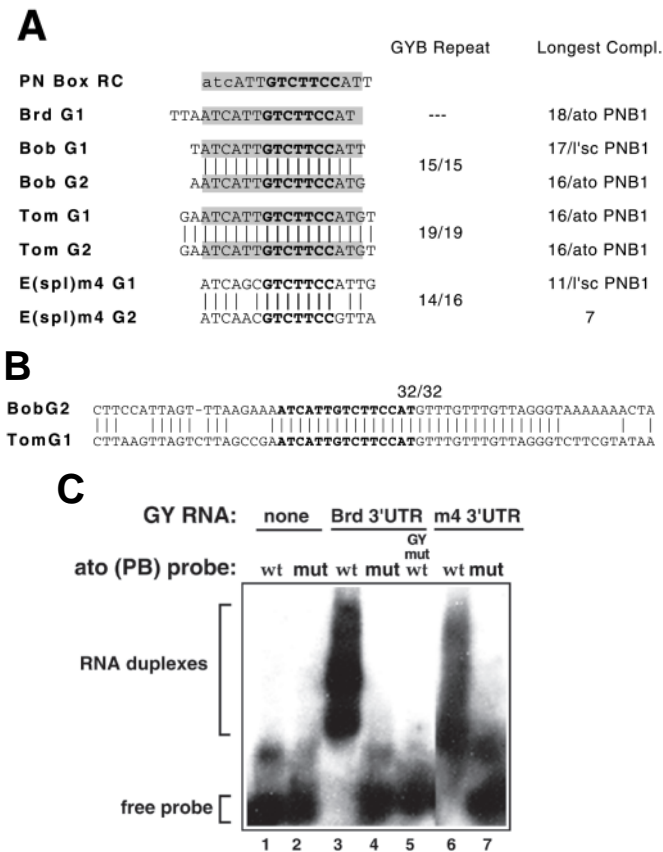 A
GYB Repeat Longest Compl.
PN Box RC atcATTGTCTTCCATT
Brd G1 TTAATCATTGTCTTCCAT --- 18/ato PNB1
Bob G1 TATCATTGTCTTCCATT 17/l'sc PNB1
15/15
Bob G2 AATCATTGTCTTCCATG 16/ato PNB1
Tom G1 GAATCATTGTCTTCCATGT 16/ato PNB1
19/19
Tom G2 GAATCATTGTCTTCCATGT 16/ato PNB1
E(spl)m4 G1 ATCAGCGTCTTCCATTG 11/l'sc PNB1
14/16
E(spl)m4 G2 ATCAACGTCTTCCGTTA 7
B
32/32
BobG2 CTTCCATTAGT-TTAAGAAAATCATTGTCTTCCATGTTTGTTTGTTAGGGTAAAAAAACTA
TomG1 CTTAAGTTAGTCTTAGCCGAATCATTGTCTTCCATGTTTGTTTGTTAGGGTCTTCGTATAA
C
GY RNA: none Brd 3'UTR m4 3'UTR
GY
mut
ato (PB) probe: wt mut wt mut wt wt mut
RNA duplexes
free probe
1 2 3 4 5 6 7